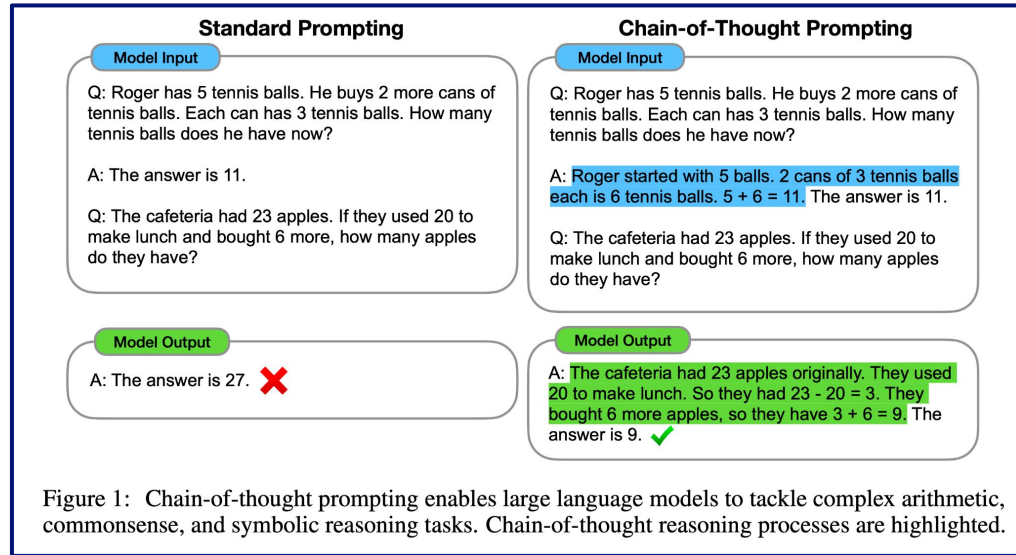 Standard Prompting
Model Input
Q: Roger has 5 tennis balls. He buys 2 more cans of
tennis balls. Each can has 3 tennis balls. How many
tennis balls does he have now?
A: The answer is 11.
Q: The cafeteria had 23 apples. If they used 20 to
make lunch and bought 6 more, how many apples
do they have?
Model Output
A: The answer is 27.
Chain-of-Thought Prompting
Model Input
Q: Roger has 5 tennis balls. He buys 2 more cans of
tennis balls. Each can has 3 tennis balls. How many
tennis balls does he have now?
A: Roger started with 5 balls. 2 cans of 3 tennis balls
each is 6 tennis balls. 5 + 6 = 11. The answer is 11.
Q: The cafeteria had 23 apples. If they used 20 to
make lunch and bought 6 more, how many apples
do they have?
Model Output
A: The cafeteria had 23 apples originally. They used
20 to make lunch. So they had 23 - 20 = 3. They
bought 6 more apples, so they have 3 + 6 = 9. The
answer is 9.
Figure 1: Chain-of-thought prompting enables large language models to tackle complex arithmetic,
commonsense, and symbolic reasoning tasks. Chain-of-thought reasoning processes are highlighted.